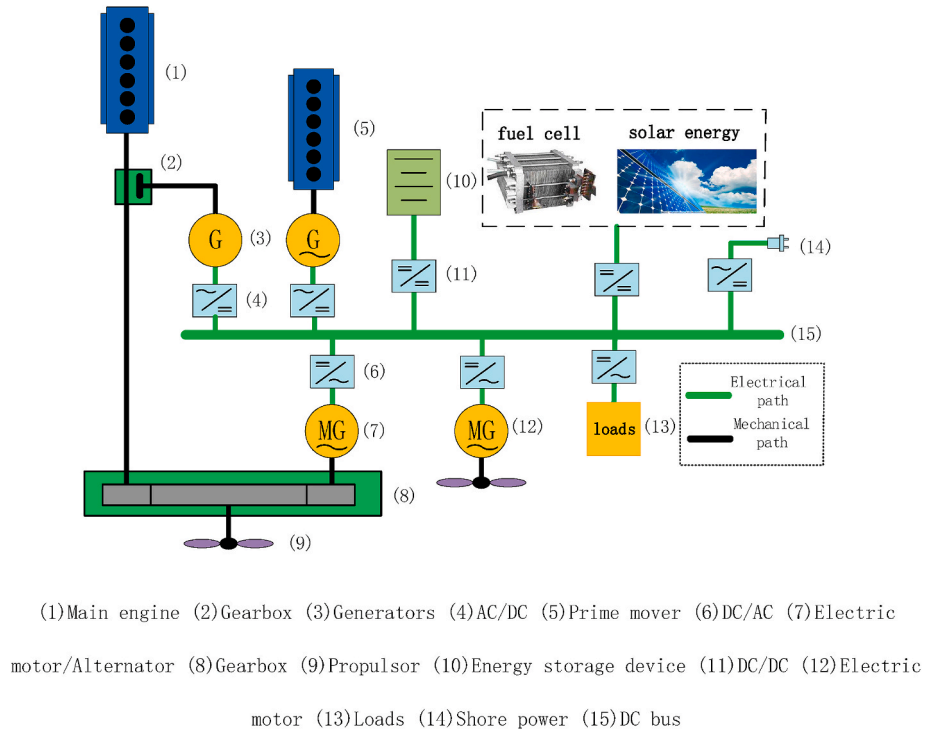 (1)
(2)
(5)
fuel cell
solar energy
(10)
G
(3)
G
(14)
(4)
(11)
(15)
(6)
MG
(7)
MG
(12)
loads
(13)
Electrical
path
Mechanical
path
(8)
(9)
(1)Main engine (2)Gearbox (3)Generators (4)AC/DC (5)Prime mover (6)DC/AC (7)Electric
motor/Alternator (8)Gearbox (9)Propulsor (10)Energy storage device (11)DC/DC (12)Electric
motor (13)Loads (14)Shore power (15)DC bus